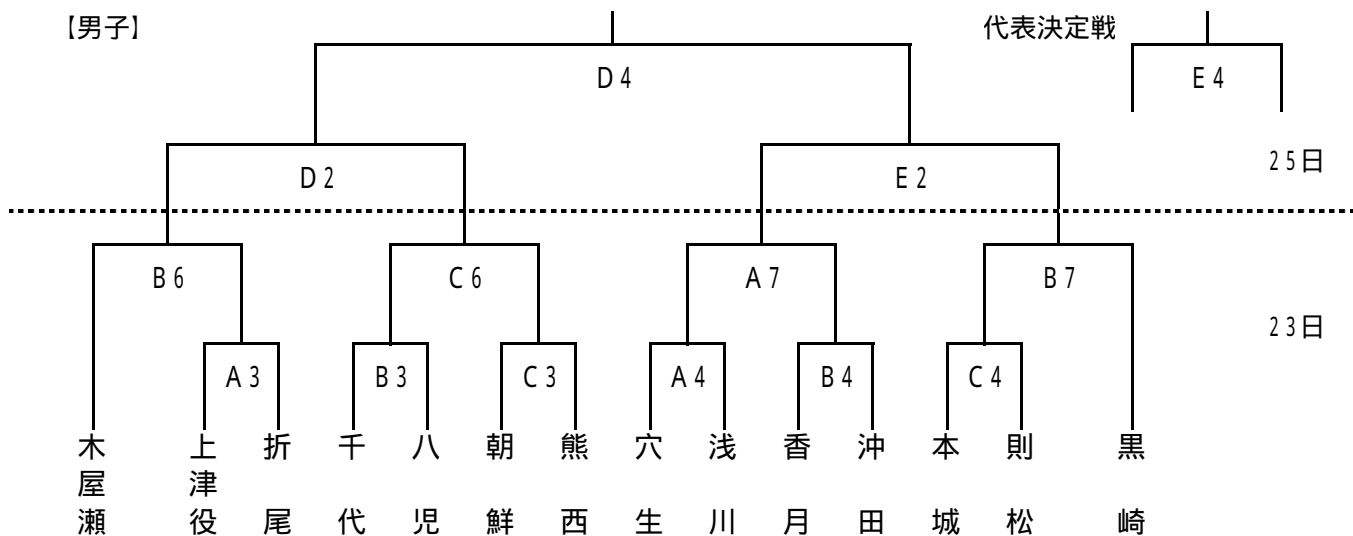 【男子】
代表決定戦
D4
E4
25日
D2
E2
B6
C6
A7
B7
23日
A3
B3
C3
A4
B4
C4
木屋瀬
上津役
折尾
千代
八児
朝鮮
熊西
穴生
浅川
香月
沖田
本城
則松
黒崎